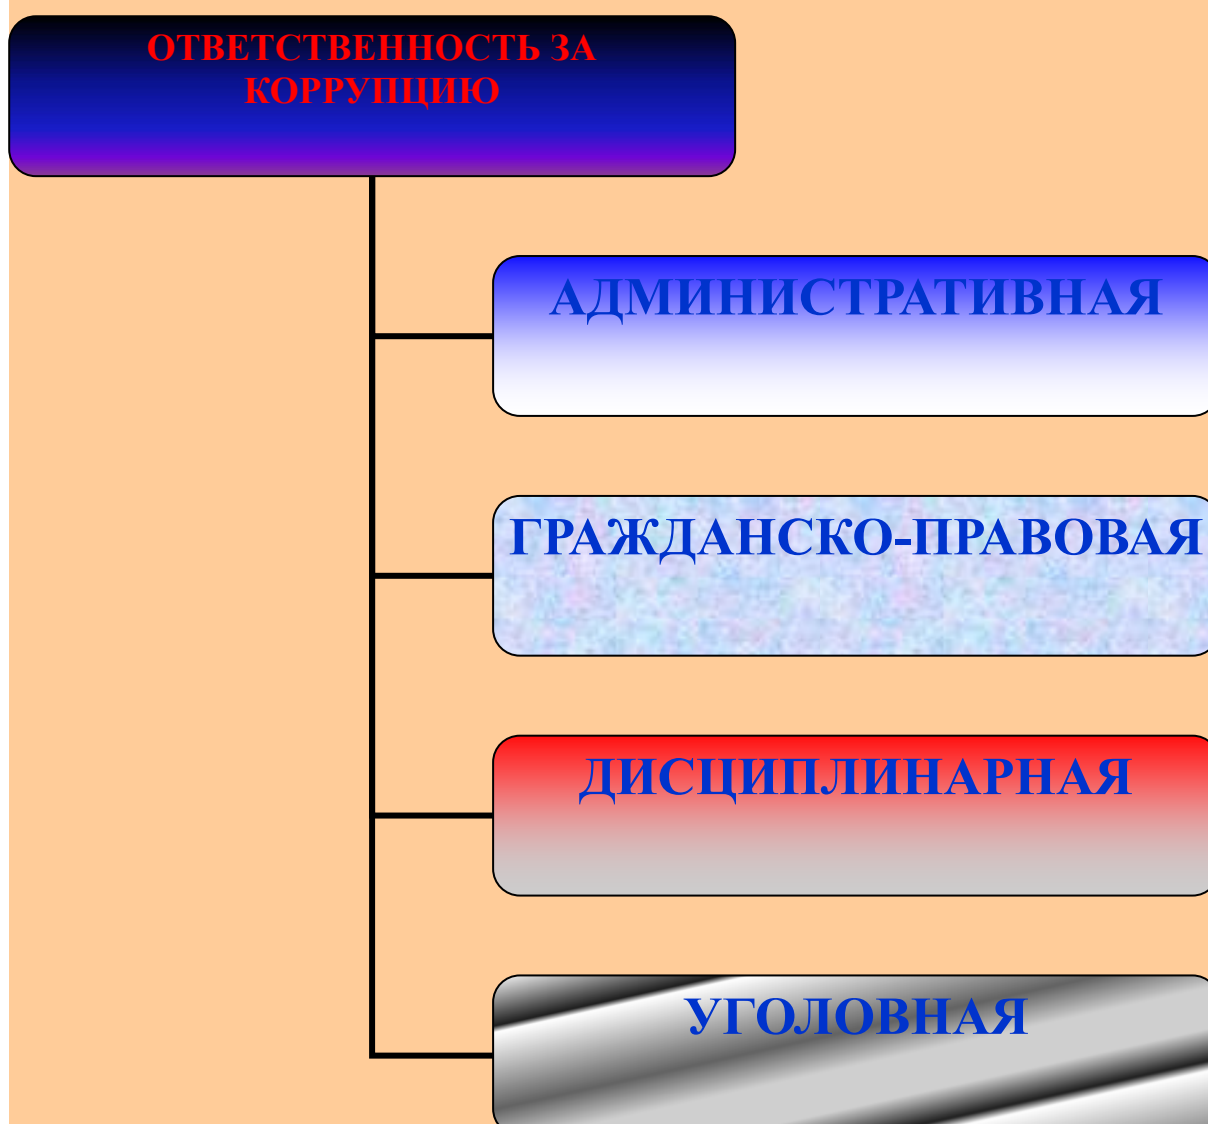 ОТВЕТСТВЕННОСТЬ ЗА
КОРРУПЦИЮ
АДМИНИСТРАТИВНАЯ
ГРАЖДАНСКО-ПРАВОВАЯ
ДИСЦИПЛИНАРНАЯ
УГОЛОВНАЯ